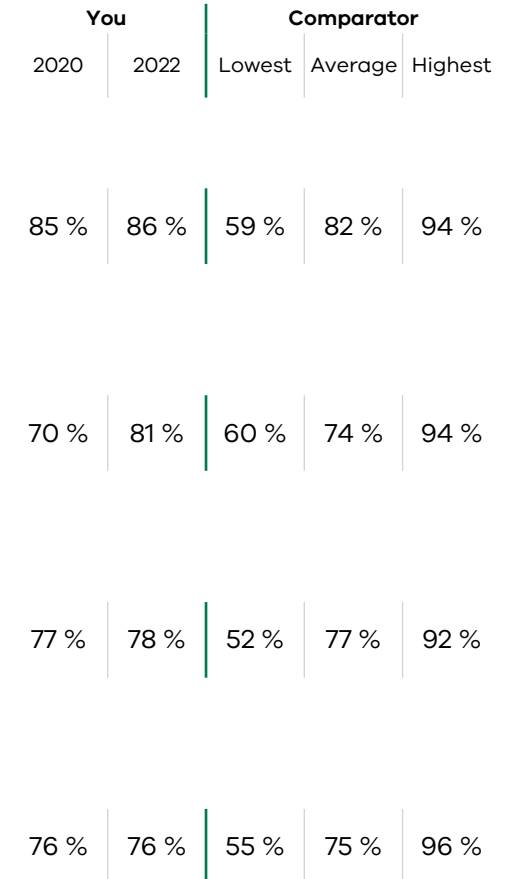 You Comparator
2020 2022 Lowest Average Highest
85 % 86 % 59 % 82 % 94 %
70 % 81 % 60 % 74 % 94 %
77 % 78 % 52 % 77 % 92 %
76 % 76 % 55 % 75 % 96 %